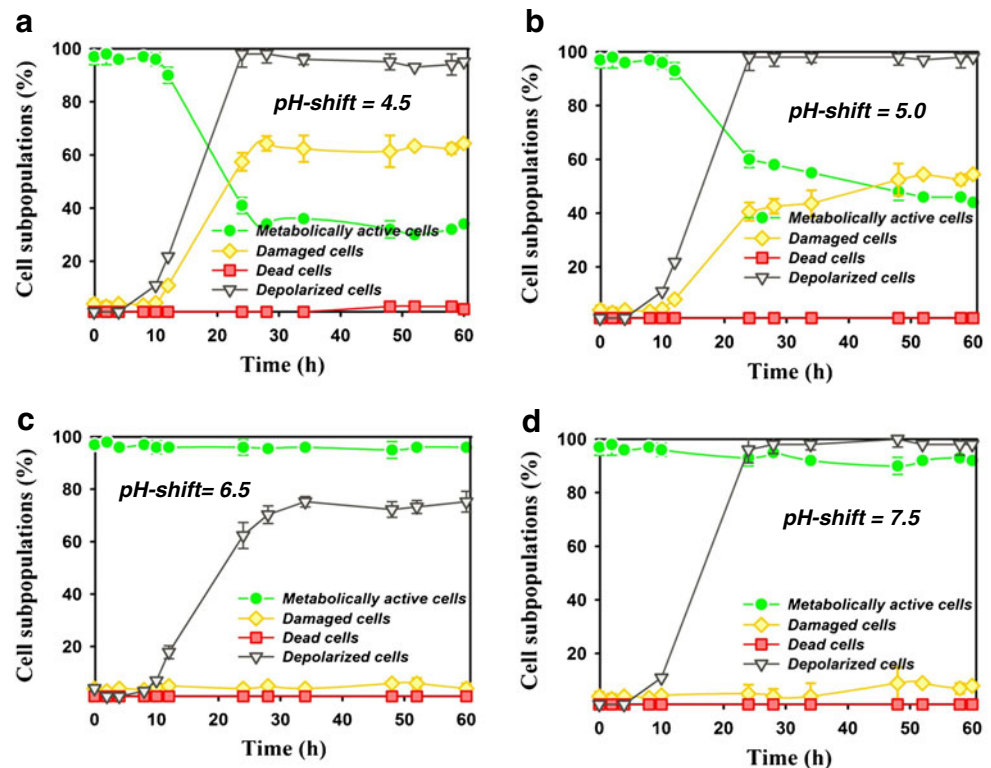 a
Cell subpopulations (%)
100
80
60
40
20
pH-shift = 4.5
Metabolically active cells
Damaged cells
Dead cells
Depolarized cells
0 10 20 30 40 50 60
Time (h)
b
Cell subpopulations (%)
100
80
60
40
20
pH-shift = 5.0
Metabolically active cells
Damaged cells
Dead cells
Depolarized cells
0 10 20 30 40 50 60
Time (h)
c
Cell subpopulations (%)
100
80
60
40
20
pH-shift= 6.5
Metabolically active cells
Damaged cells
Dead cells
Depolarized cells
0 10 20 30 40 50 60
Time (h)
d
Cell subpopulations (%)
100
80
60
40
20
pH-shift = 7.5
Metabolically active cells
Damaged cells
Dead cells
Depolarized cells
0 10 20 30 40 50 60
Time (h)